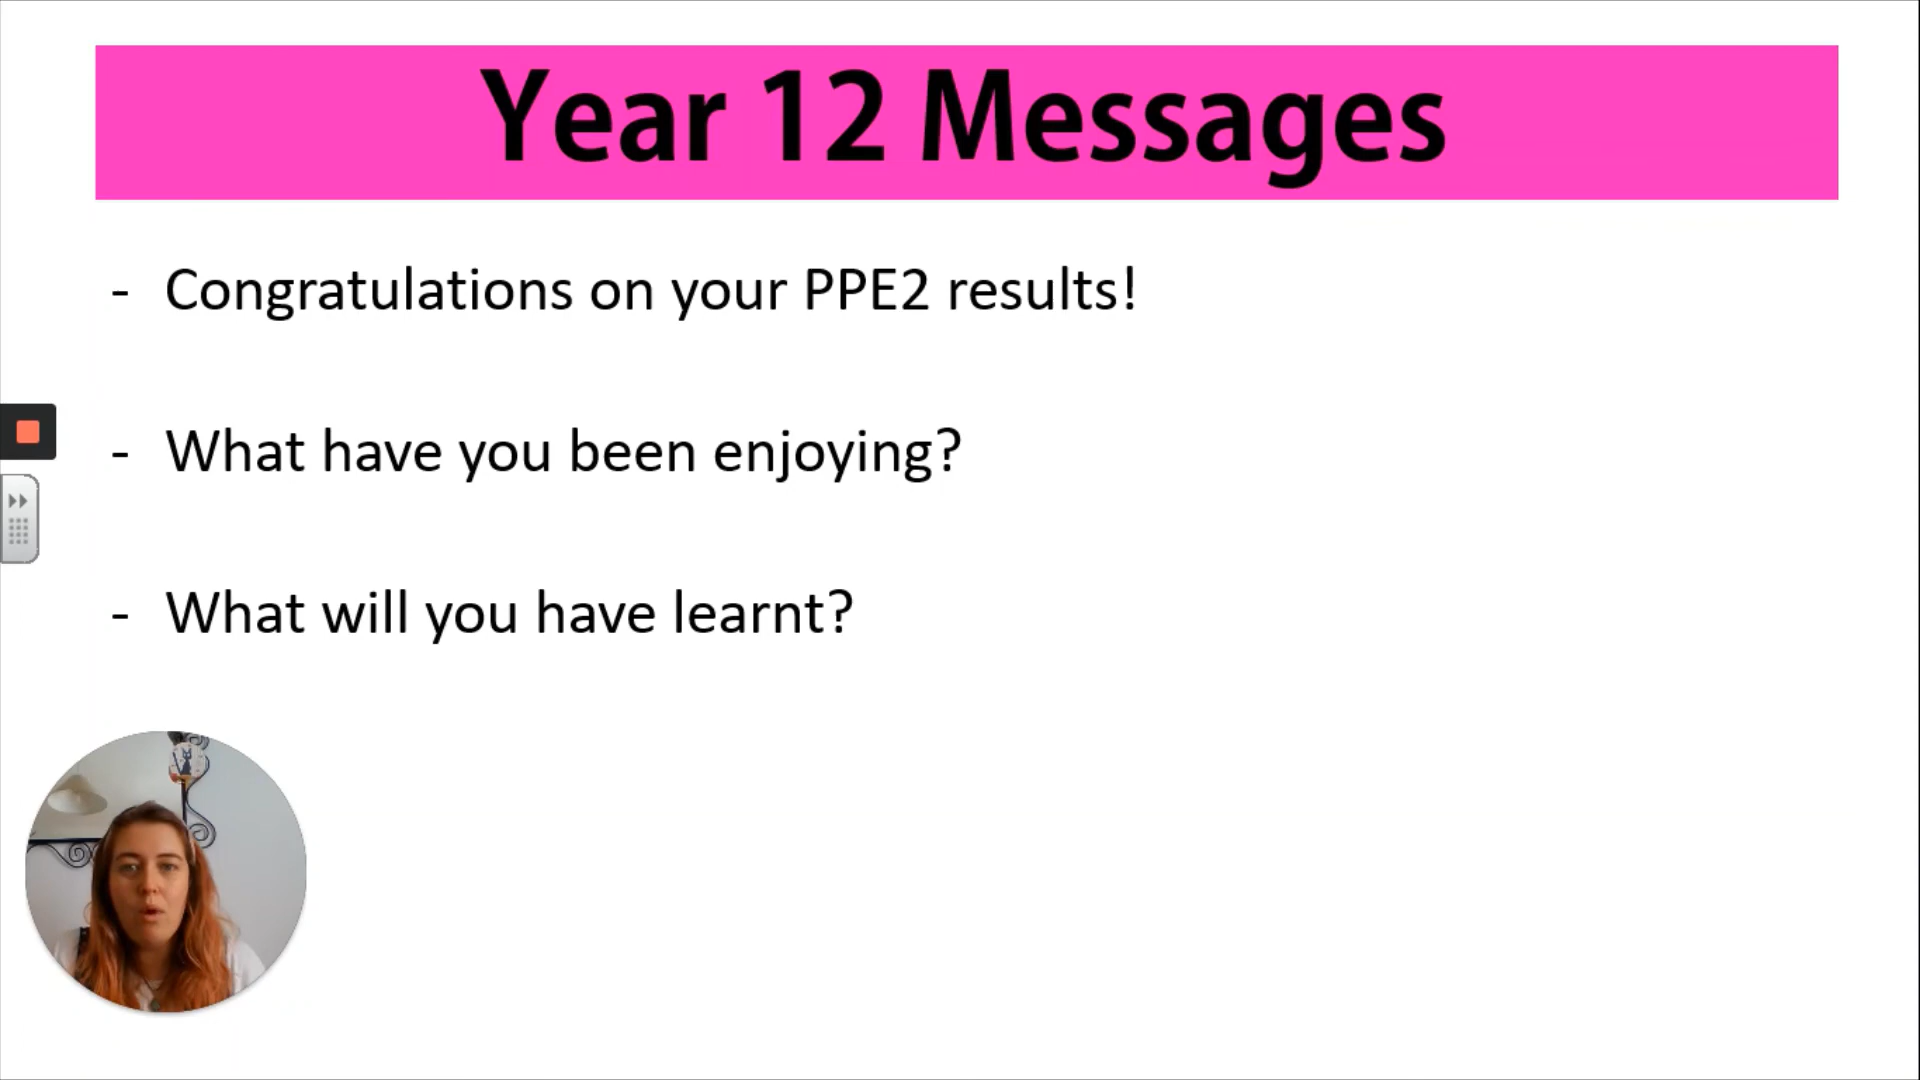 Year 12 Messages
- Congratulations on your PPE2 results!
- What have you been enjoying?
- What will you have learnt?